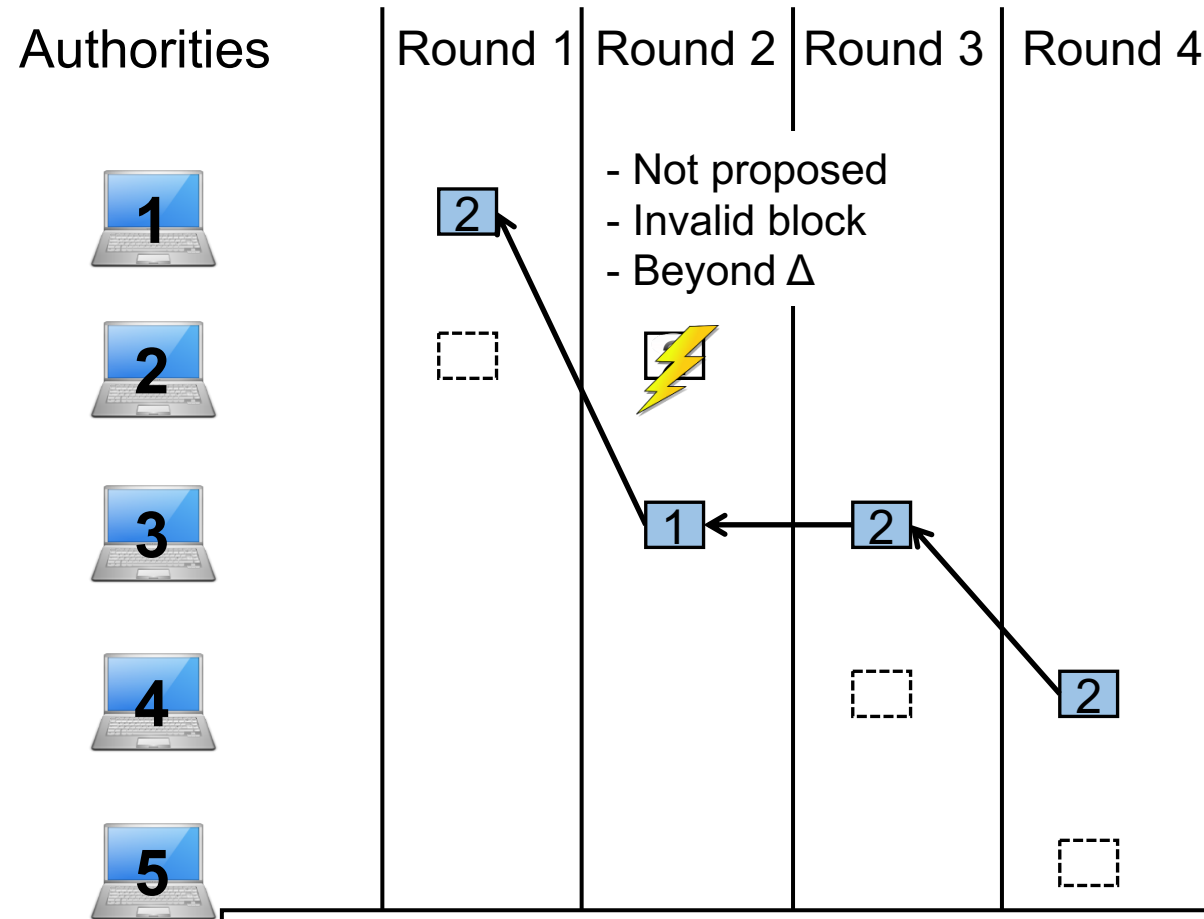 Authorities
Round 1
Round 2
Round 3
Round 4
- Not proposed
- Invalid block
- Beyond Δ
1
2
2
3
1
2
4
2
5